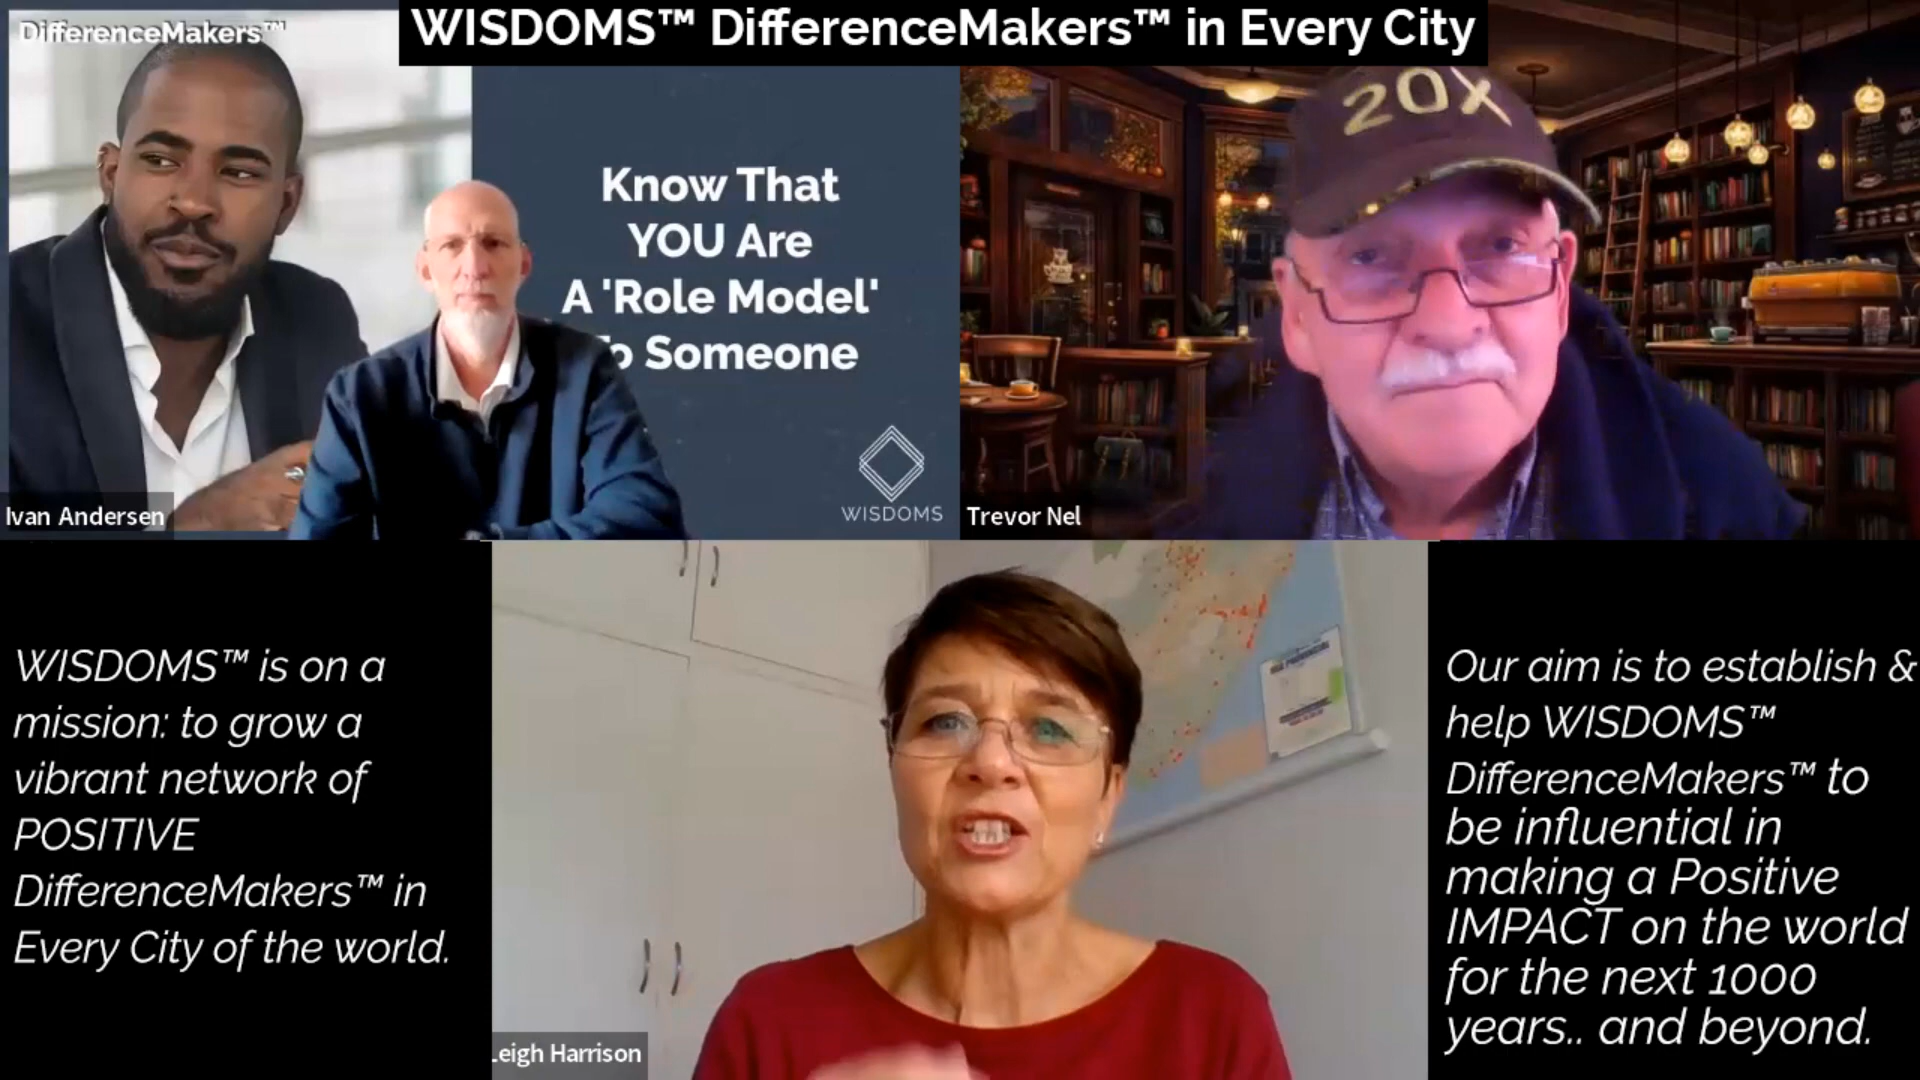 WISDOMS™ DifferenceMakers™ in Every City
DifferenceMakers™
Know That
YOU Are
A 'Role Model'
To Someone
WISDOMS
Ivan Andersen
20X
Trevor Nel
WISDOMS™ is on a
mission: to grow a
vibrant network of
POSITIVE
DifferenceMakers™ in
Every City of the world.
Leigh Harrison
Our aim is to establish &
help WISDOMS™
DifferenceMakers™ to
be influential in
making a Positive
IMPACT on the world
for the next 1000
years.. and beyond.